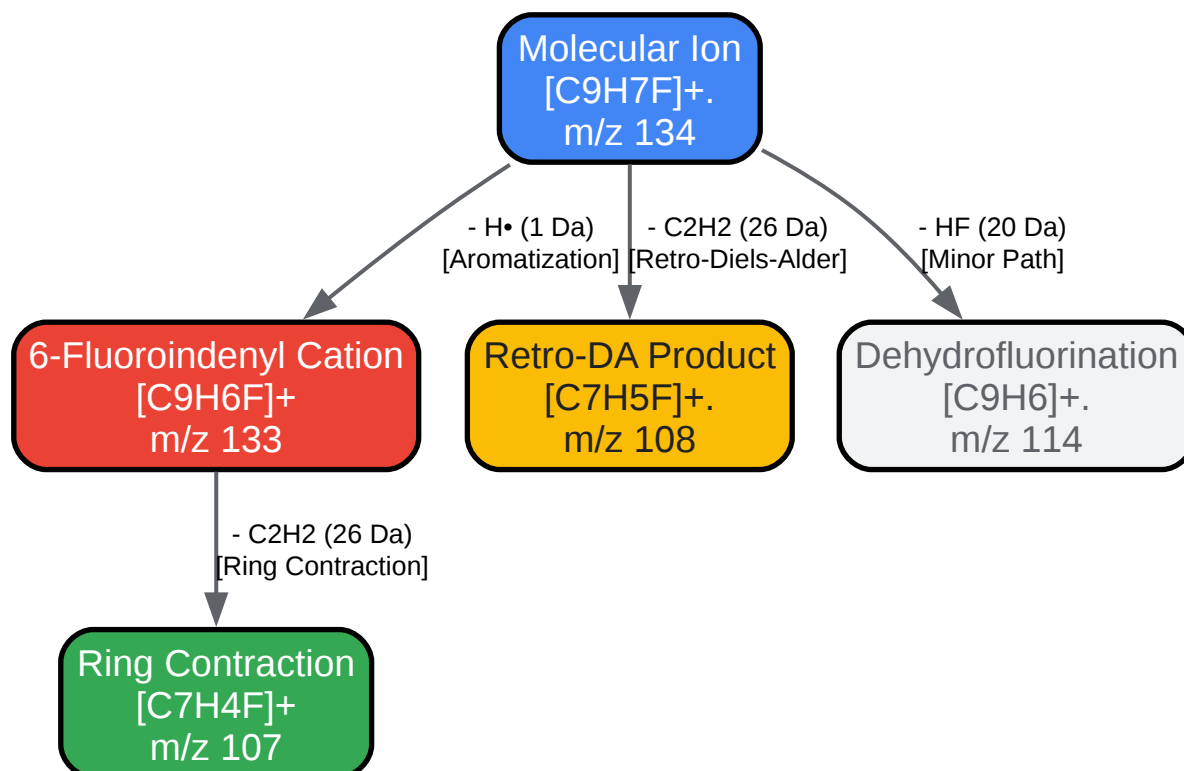 Molecular Ion
[C9H7F]+.
m/z 134
- H• (1 Da)
[Aromatization]
- C2H2 (26 Da)
[Retro-Diels-Alder]
- HF (20 Da)
[Minor Path]
6-Fluoroindenyl Cation
[C9H6F]+
m/z 133
Retro-DA Product
[C7H5F]+.
m/z 108
Dehydrofluorination
[C9H6]+.
m/z 114
- C2H2 (26 Da)
[Ring Contraction]
Ring Contraction
[C7H4F]+
m/z 107